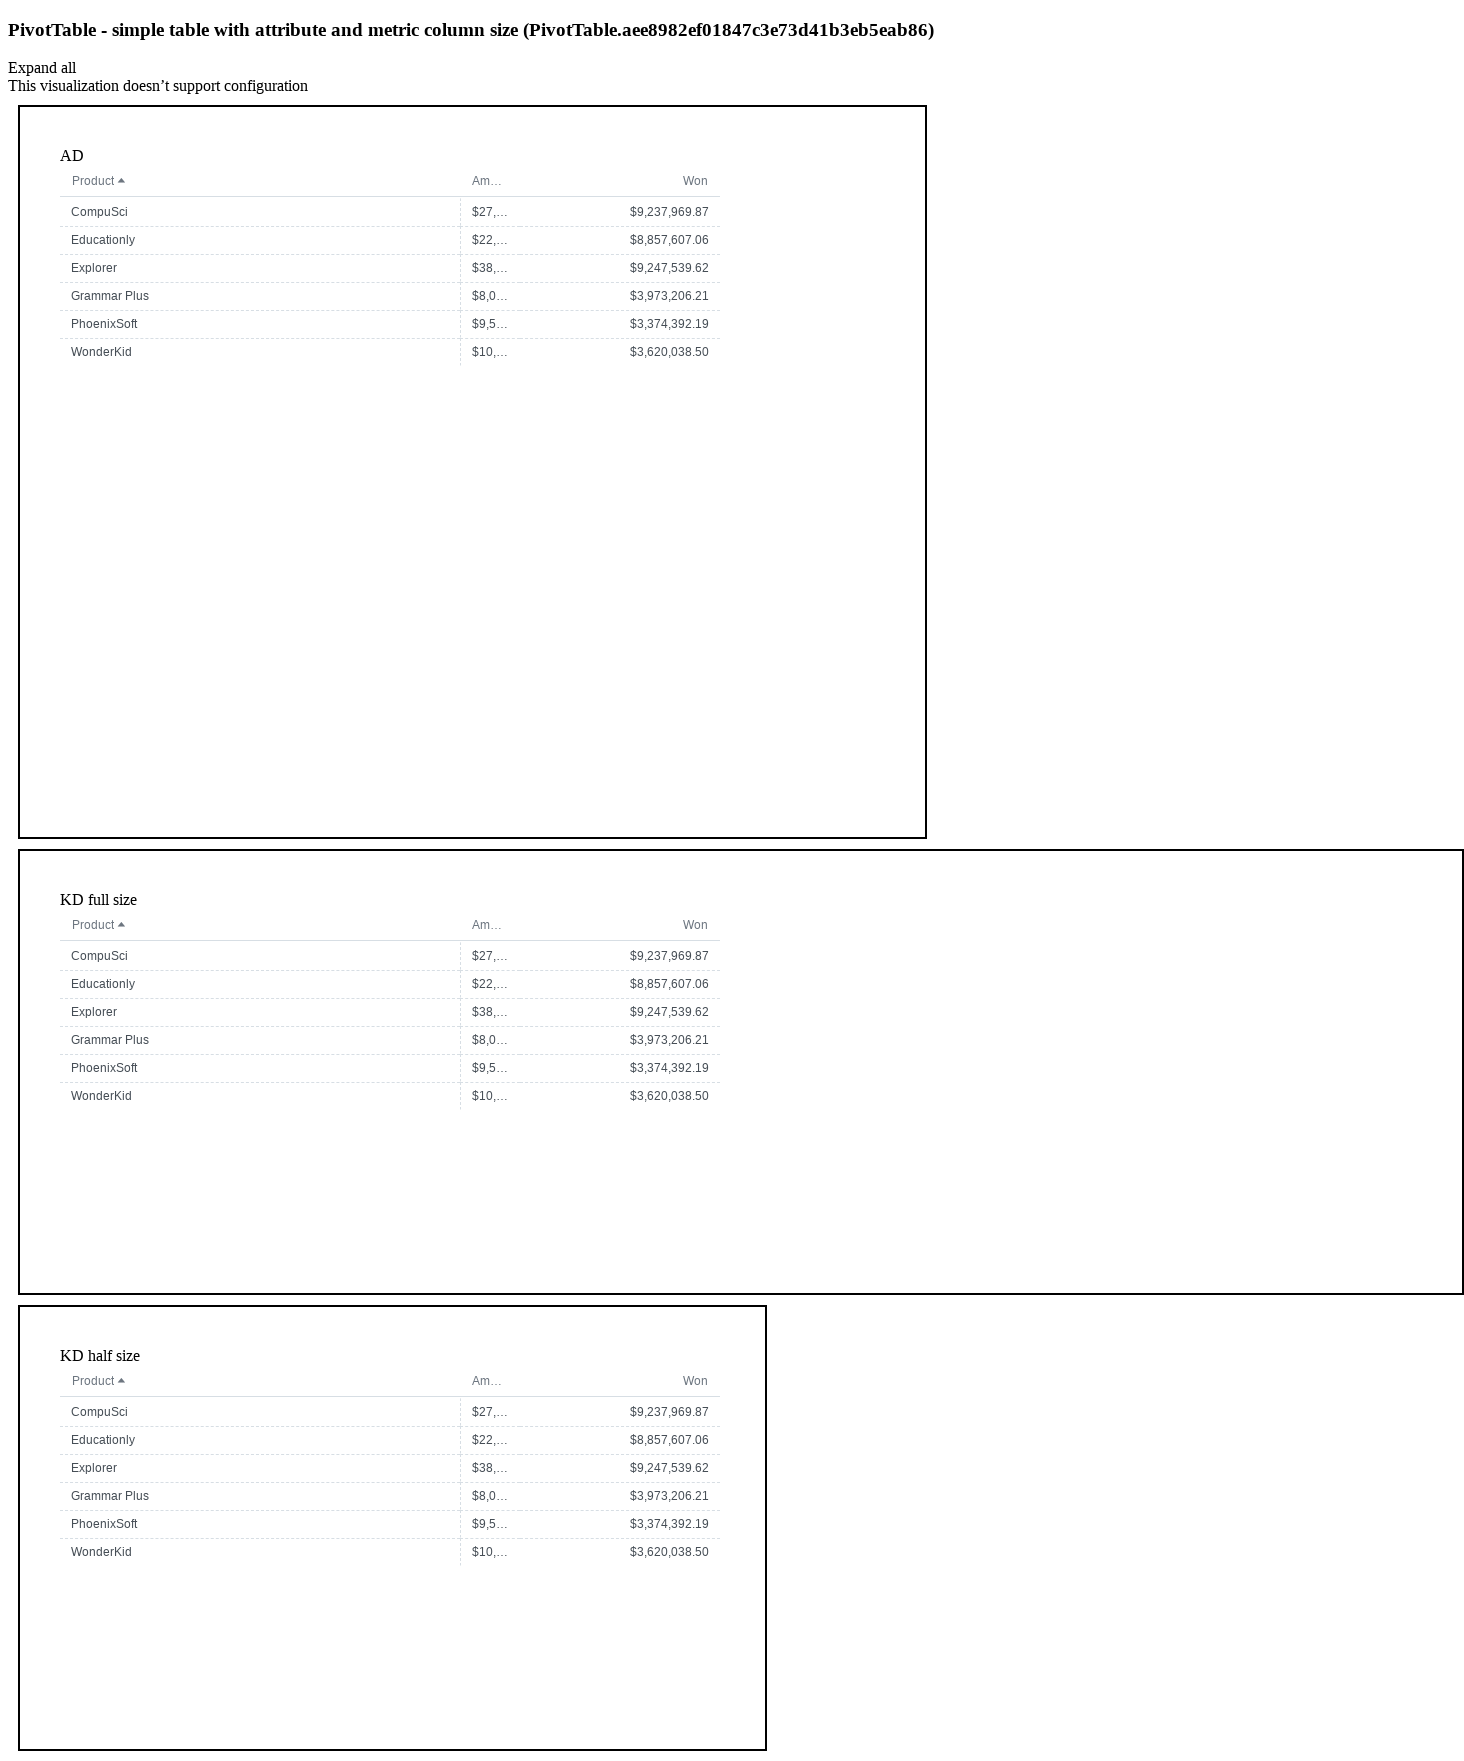 PivotTable - simple table with attribute and metric column size (PivotTable.aee8982ef01847c3e73d41b3eb5eab86)
Expand all
This visualization doesn’t support configuration
AD
Product Am… Won
CompuSci $27,… $9,237,969.87
Educationly $22,… $8,857,607.06
Explorer $38,… $9,247,539.62
Grammar Plus $8,0… $3,973,206.21
PhoenixSoft $9,5… $3,374,392.19
WonderKid $10,… $3,620,038.50
KD full size
Product Am… Won
CompuSci $27,… $9,237,969.87
Educationly $22,… $8,857,607.06
Explorer $38,… $9,247,539.62
Grammar Plus $8,0… $3,973,206.21
PhoenixSoft $9,5… $3,374,392.19
WonderKid $10,… $3,620,038.50
KD half size
Product Am… Won
CompuSci $27,… $9,237,969.87
Educationly $22,… $8,857,607.06
Explorer $38,… $9,247,539.62
Grammar Plus $8,0… $3,973,206.21
PhoenixSoft $9,5… $3,374,392.19
WonderKid $10,… $3,620,038.50